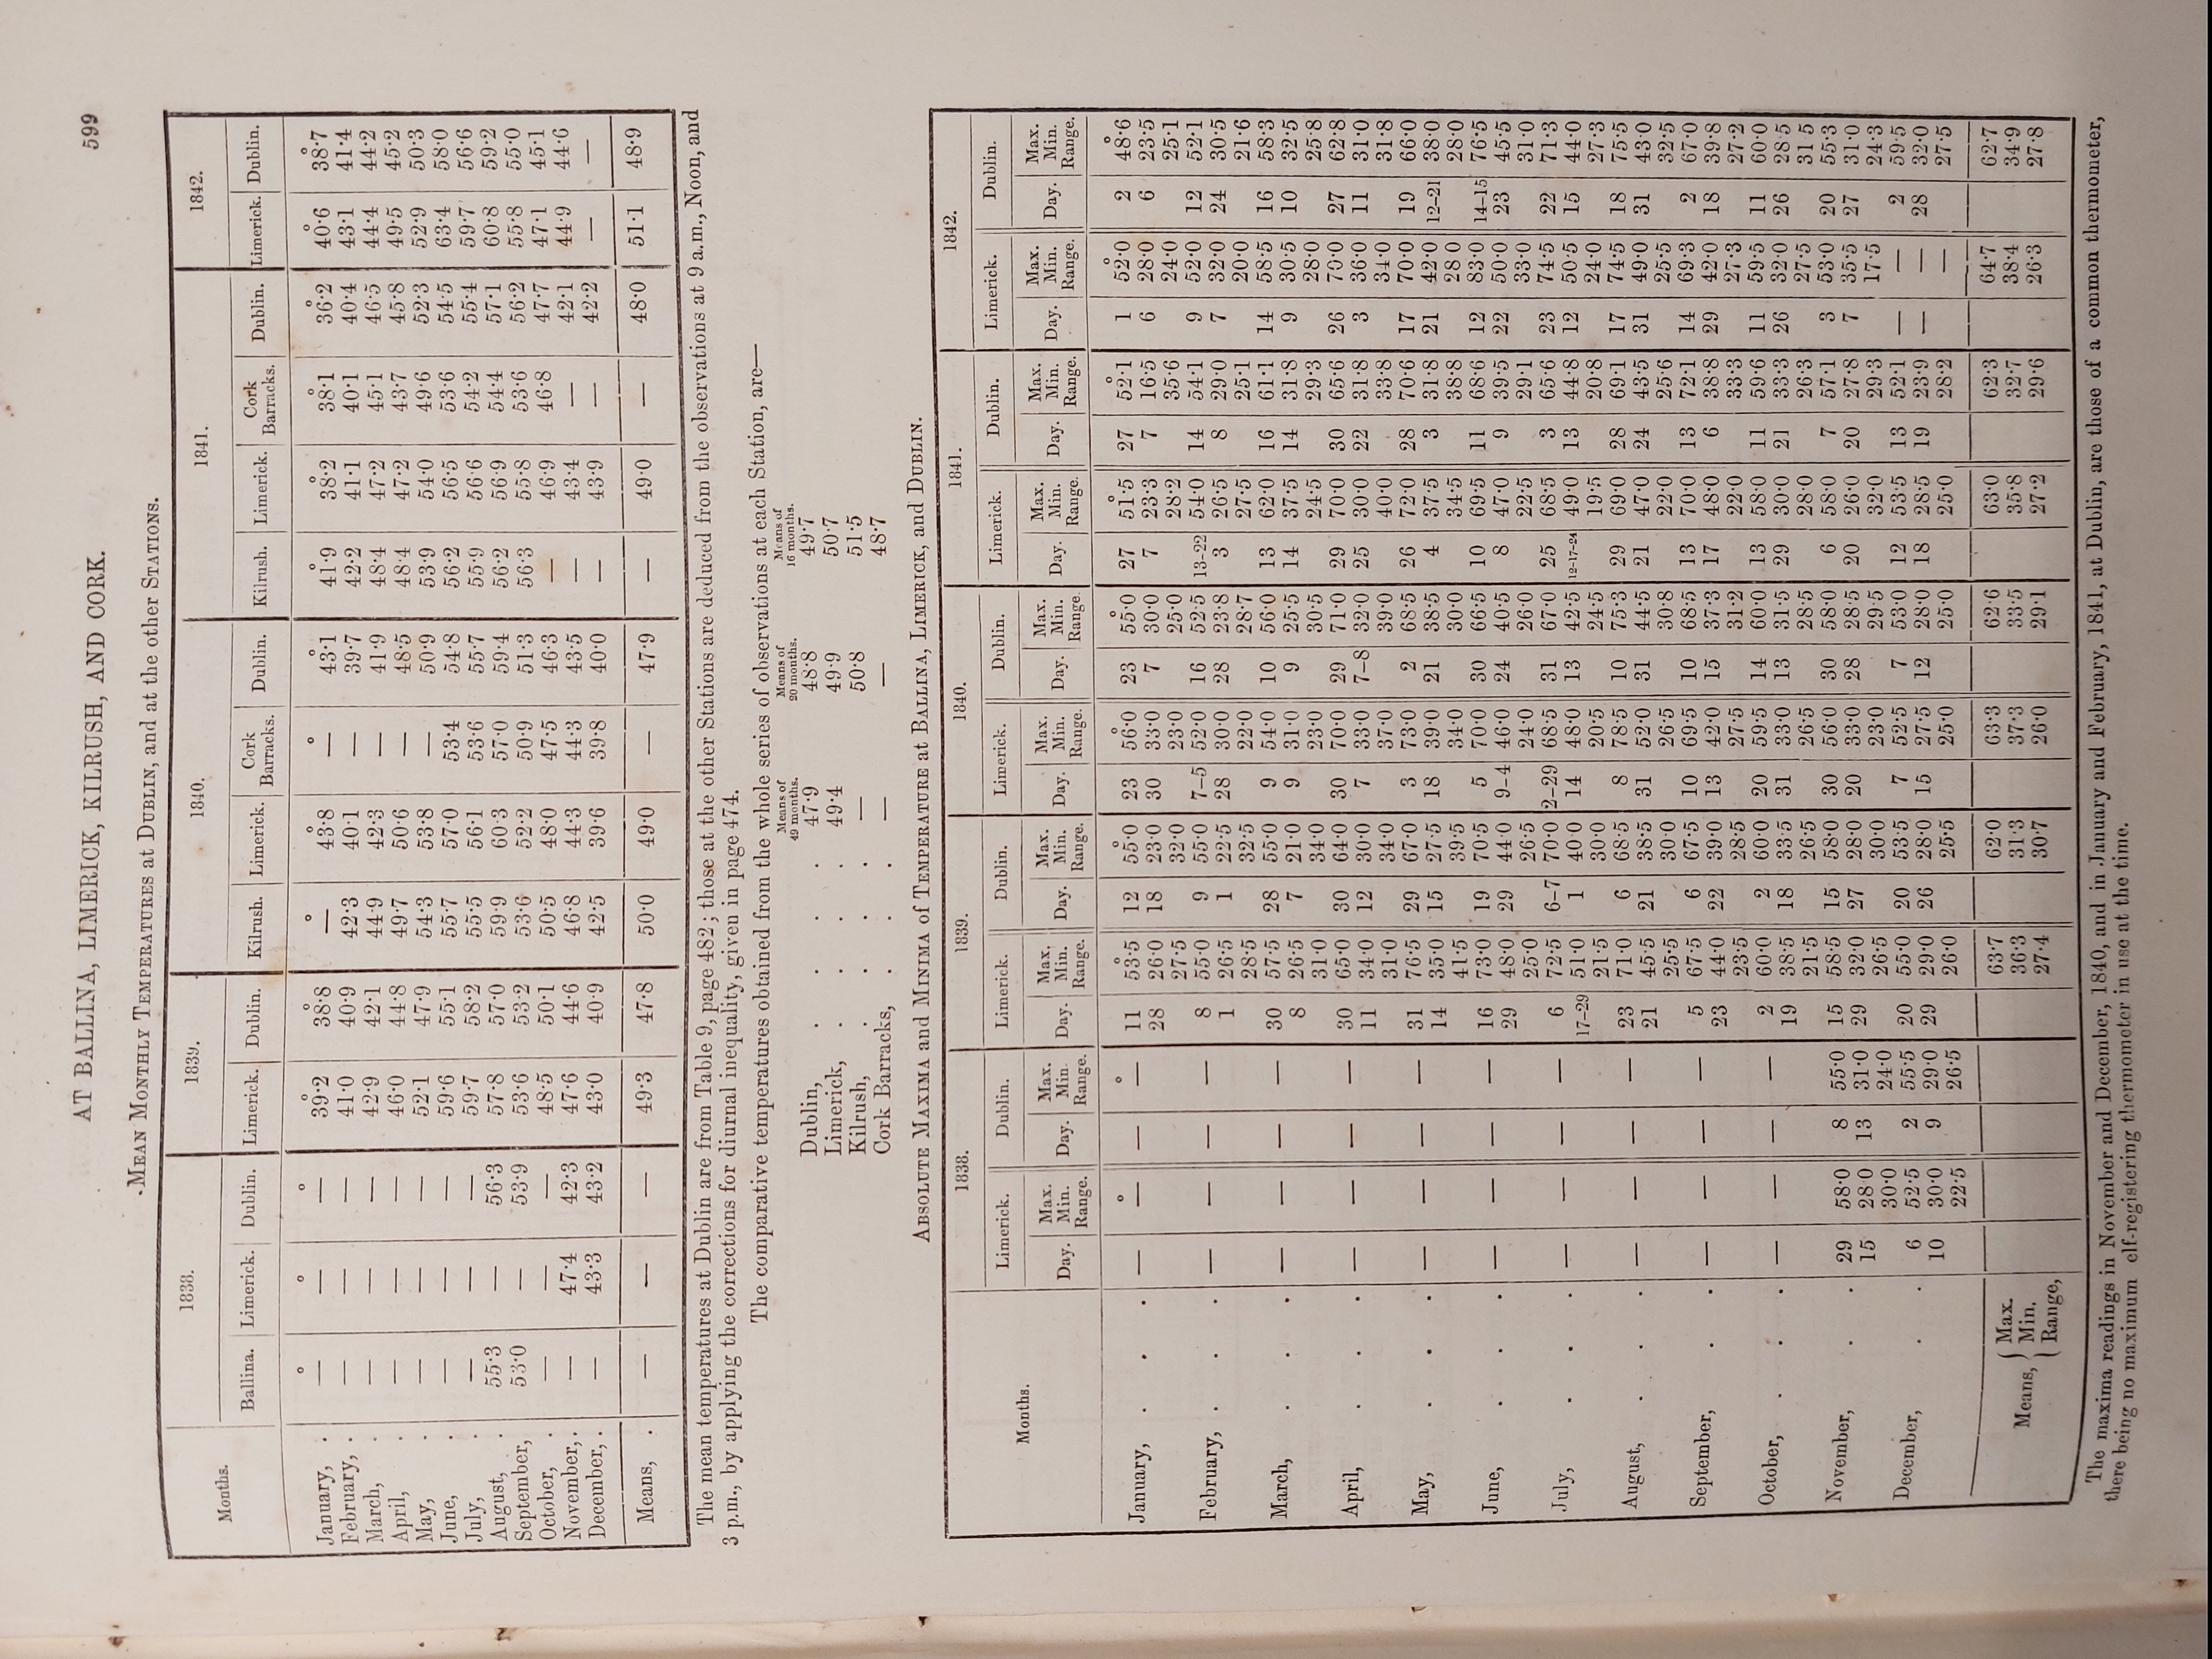 AT BALLINA, LIMERICK, KILRUSH, AND CORK. 599
MEAN MONTHLY TEMPERATURES at DUBLIN, and at the other STATIONS.
Months. 1838. 1839. 1840. 1841. 1842.
Ballina. Limerick. Dublin. Limerick. Dublin. Kilrush. Limerick. Cork Barracks. Dublin. Kilrush. Limerick. Cork Barracks. Dublin. Limerick. Dublin.
° ° ° ° ° ° ° ° ° ° ° ° ° ° °
January, . — — — 39·2 38·8 — 43·8 — 43·1 41·9 38·2 38·1 36·2 40·6 38·7
February, . — — — 41·0 40·9 42·3 40·1 — 39·7 42·2 41·1 40·1 40·4 43·1 41·4
March, . — — — 42·9 42·1 44·9 42·3 — 41·9 48·4 47·2 45·1 46·5 44·4 44·2
April, . — — — 46·0 44·8 49·7 50·6 — 48·5 48·4 47·2 43·7 45·8 49·5 45·2
May, . — — — 52·1 47·9 54·3 53·8 — 50·9 53·9 54·0 49·6 52·3 52·9 50·3
June, . — — — 59·6 55·1 55·7 57·0 53·4 54·8 56·2 56·5 53·6 54·5 63·4 58·0
July, . — — — 59·7 58·2 55·5 56·1 53·6 55·7 55·9 56·6 54·2 55·4 59·7 56·6
August, . 55·3 — 56·3 57·8 57·0 59·9 60·3 57·0 59·4 56·2 56·9 54·4 57·1 60·8 59·2
September, 53·0 — 53·9 53·6 53·2 53·6 52·2 50·9 51·3 56·3 55·8 53·6 56·2 55·8 55·0
October, . — — — 48·5 50·1 50·5 48·0 47·5 46·3 — 46·9 46·8 47·7 47·1 45·1
November, . — 47·4 42·3 47·6 44·6 46·8 44·3 44·3 43·5 — 43·4 — 42·1 44·9 44·6
December, . — 43·3 43·2 43·0 40·9 42·5 39·6 39·8 40·0 — 43·9 — 42·2 — —
Means, . — — — 49·3 47·8 50·0 49·0 — 47·9 — 49·0 — 48·0 51·1 48·9
The mean temperatures at Dublin are from Table 9, page 482; those at the other Stations are deduced from the observations at 9 a.m., Noon, and
3 p.m., by applying the corrections for diurnal inequality, given in page 474.
The comparative temperatures obtained from the whole series of observations at each Station, are—
Means of Means of Means of
49 months. 20 months. 16 months.
Dublin, . . . . 47·9 48·8 49·7
Limerick, . . . . 49·4 49·9 50·7
Kilrush, . . . . — 50·8 51·5
Cork Barracks, . . . — — 48·7
ABSOLUTE MAXIMA and MINIMA of TEMPERATURE at BALLINA, LIMERICK, and DUBLIN.
Months. 1838. 1839. 1840. 1841. 1842.
Limerick. Dublin. Limerick. Dublin. Limerick. Dublin. Limerick. Dublin. Limerick. Dublin.
Day. Max. Min. Range. Day. Max. Min. Range. Day. Max. Min. Range. Day. Max. Min. Range. Day. Max. Min. Range. Day. Max. Min. Range. Day. Max. Min. Range. Day. Max. Min. Range. Day. Max. Min. Range. Day. Max. Min. Range.
° ° ° ° ° ° ° ° ° °
January, . . . — — — — 11 53·5 12 55·0 23 56·0 23 55·0 27 51·5 27 52·1 1 52·0 2 48·6
28 26·0 18 23·0 30 33·0 7 30·0 7 23·3 7 16·5 6 28·0 6 23·5
27·5 32·0 23·0 25·0 28·2 35·6 24·0 25·1
February, . . . — — — — 8 55·0 9 55·0 7–5 52·0 16 52·5 13–22 54·0 14 54·1 9 52·0 12 52·1
1 26·5 1 22·5 28 30·0 28 23·8 3 26·5 8 29·0 7 32·0 24 30·5
28·5 32·5 22·0 28·7 27·5 25·1 20·0 21·6
March, . . . — — — — 30 57·5 28 55·0 9 54·0 10 56·0 13 62·0 16 61·1 14 58·5 16 58·3
8 26·5 7 21·0 9 31·0 9 25·5 14 37·5 14 31·8 9 30·5 10 32·5
31·0 34·0 23·0 30·5 24·5 29·3 28·0 25·8
April, . . . — — — — 30 65·0 30 64·0 30 70·0 29 71·0 29 70·0 30 65·6 26 70·0 27 62·8
11 34·0 12 30·0 7 33·0 7–8 32·0 25 30·0 22 31·8 3 36·0 11 31·0
31·0 34·0 37·0 39·0 40·0 33·8 34·0 31·8
May, . . . — — — — 31 76·5 29 67·0 3 73·0 2 68·5 26 72·0 28 70·6 17 70·0 19 66·0
14 35·0 15 27·5 18 39·0 21 38·5 4 37·5 3 31·8 21 42·0 12–21 38·0
41·5 39·5 34·0 30·0 34·5 38·8 28 0 28·0
June, . . . — — — — 16 73·0 19 70·5 5 70·0 30 66·5 10 69·5 11 68·6 12 83·0 14–15 76·5
29 48·0 29 44·0 9–4 46·0 24 40·5 8 47·0 9 39·5 22 50·0 23 45·5
25·0 26·5 24·0 26·0 22·5 29·1 33·0 31·0
July, . . . — — — — 6 72·5 6–7 70·0 2–29 68·5 31 67·0 25 68·5 3 65·6 23 74·5 22 71·3
17–29 51·0 1 40·0 14 48·0 13 42·5 12–17–24 49·0 13 44·8 12 50·5 15 44·0
21·5 30·0 20·5 24·5 19·5 20·8 24·0 27·3
August, . . . — — — — 23 71·0 6 68·5 8 78·5 10 75·3 29 69·0 28 69·1 17 74·5 18 75·5
21 45·5 21 38·5 31 52·0 31 44·5 21 47·0 24 43·5 31 49·0 31 43·0
25·5 30·0 26·5 30·8 22·0 25·6 25·5 32·5
September, . . — — — — 5 67·5 6 67·5 10 69·5 10 68·5 13 70·0 13 72·1 14 69·3 2 67·0
23 44·0 22 39·0 13 42·0 15 37·3 17 48·0 6 38·8 29 42·0 18 39·8
23·5 28·5 27·5 31·2 22·0 33·3 27·3 27·2
October, . . . — — — — 2 60·0 2 60·0 20 59·5 14 60·0 13 58·0 11 59·6 11 59·5 11 60·0
19 38·5 18 33·5 31 33·0 13 31·5 29 30·0 21 33·3 26 32·0 26 28·5
21·5 26·5 26·5 28·5 28·0 26·3 27·5 31 5
November, . . 29 58·0 8 55·0 15 58·5 15 58·0 30 56·0 30 58·0 6 58·0 7 57·1 3 53·0 20 55·3
15 28·0 13 31·0 29 32·0 27 28·0 20 33·0 28 28·5 20 26·0 20 27·8 7 35·5 27 31·0
30·0 24·0 26·5 30·0 23·0 29·5 32·0 29·3 17·5 24·3
December, . . 6 52·5 2 55·5 20 55·0 20 53·5 7 52·5 7 53·0 12 53·5 13 52·1 — — 2 59·5
10 30·0 9 29·0 29 29·0 26 28·0 15 27·5 12 28·0 18 28·5 19 23·9 — — 28 32·0
22·5 26·5 26·0 25·5 25·0 25·0 25·0 28·2 — 27·5
Means, Max. 63·7 62·0 63·3 62·6 63·0 62·3 64·7 62·7
Min. 36·3 31·3 37·3 33·5 35·8 32·7 38·4 34·9
Range, 27·4 30·7 26·0 29·1 27·2 29·6 26·3 27·8
The maxima readings in November and December, 1840, and in January and February, 1841, at Dublin, are those of a common thermometer,
there being no maximum elf-registering thermometer in use at the time.